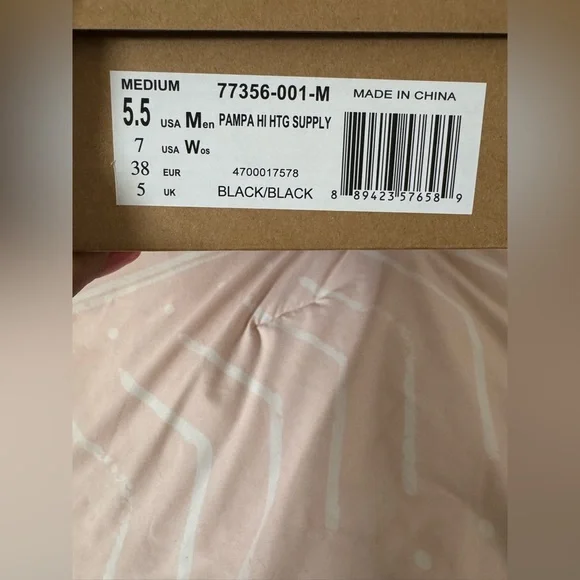 MEDIUM 77356-001-M MADE IN CHINA
5.5 USA Men PAMPA HI HTG SUPPLY
7 USA Wos
38 EUR 4700017578
5 UK BLACK/BLACK 8 89423 57658 9